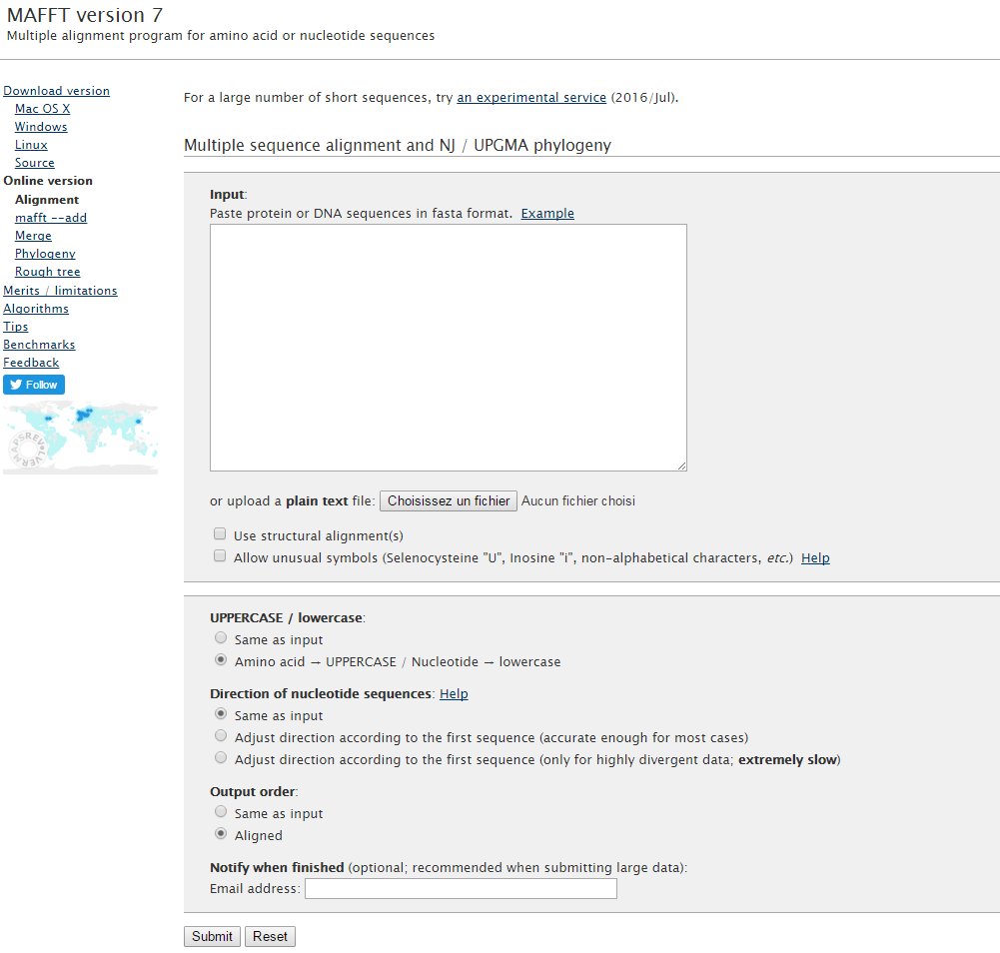 MAFFT version 7
Multiple alignment program for amino acid or nucleotide sequences
Download version
Mac OS X
Windows
Linux
Source
Online version
Alignment
mafft --add
Merge
Phylogeny
Rough tree
Merits / limitations
Algorithms
Tips
Benchmarks
Feedback
Follow
MAPSREVOLVER
For a large number of short sequences, try an experimental service (2016/Jul).
Multiple sequence alignment and NJ / UPGMA phylogeny
Input:
Paste protein or DNA sequences in fasta format. Example
or upload a plain text file: Choisissez un fichier Aucun fichier choisi
Use structural alignment(s)
Allow unusual symbols (Selenocysteine "U", Inosine "i", non-alphabetical characters, etc.) Help
UPPERCASE / lowercase:
Same as input
Amino acid → UPPERCASE / Nucleotide → lowercase
Direction of nucleotide sequences: Help
Same as input
Adjust direction according to the first sequence (accurate enough for most cases)
Adjust direction according to the first sequence (only for highly divergent data; extremely slow)
Output order:
Same as input
Aligned
Notify when finished (optional; recommended when submitting large data):
Email address:
Submit Reset